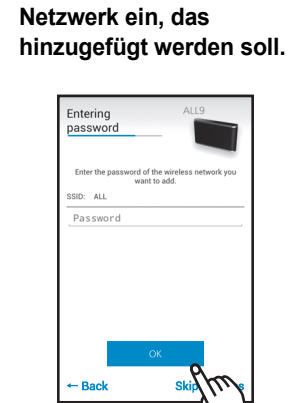 Netzwerk ein, das
hinzugefügt werden soll.
Entering
password
ALL9
Enter the password of the wireless network you
want to add.
SSID: ALL
Password
OK
← Back
Skip